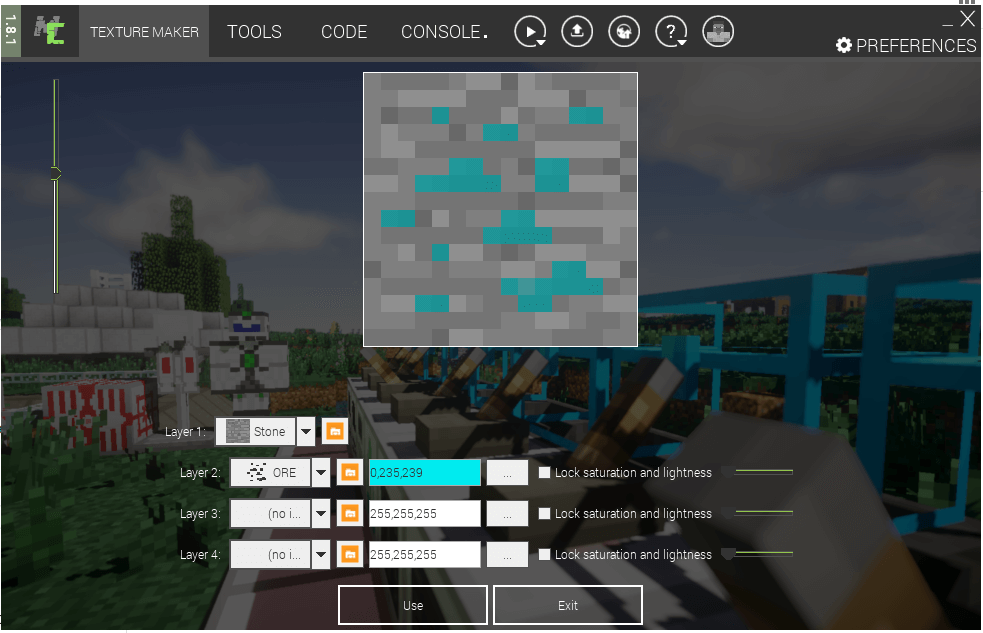 1.8.1
TEXTURE MAKER TOOLS CODE CONSOLE.
PREFERENCES
Layer 1: Stone
Layer 2: ORE 0,235,239 ... Lock saturation and lightness
Layer 3: (no i... 255,255,255 ... Lock saturation and lightness
Layer 4: (no i... 255,255,255 ... Lock saturation and lightness
Use Exit